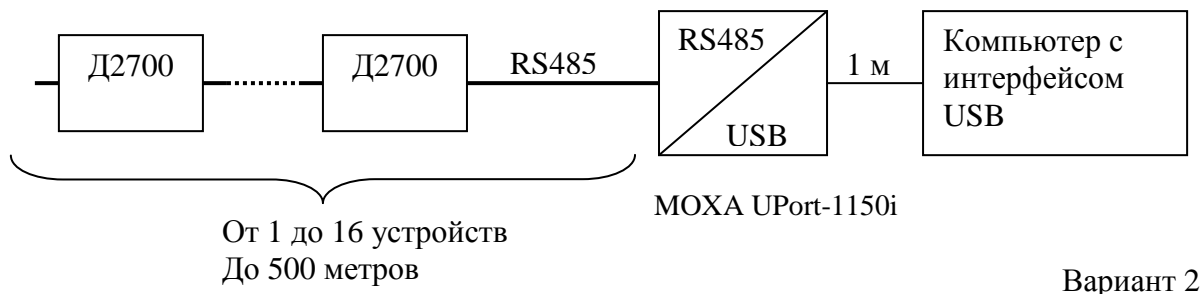 Д2700
Д2700
RS485
RS485
USB
1 м
Компьютер с
интерфейсом
USB
MOXA UPort-1150i
От 1 до 16 устройств
До 500 метров
Вариант 2